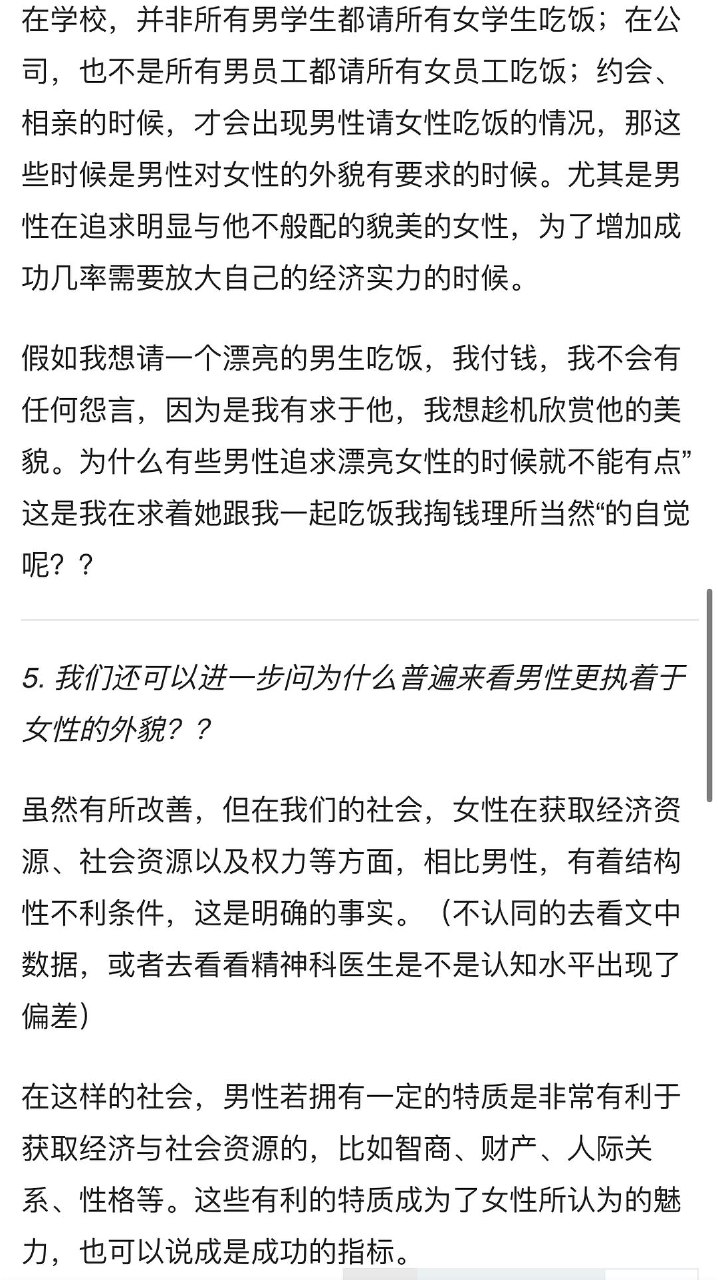 在学校，并非所有男学生都请所有女学生吃饭；在公
司，也不是所有男员工都请所有女员工吃饭；约会、
相亲的时候，才会出现男性请女性吃饭的情况，那这
些时候是男性对女性的外貌有要求的时候。尤其是男
性在追求明显与他不般配的貌美的女性，为了增加成
功几率需要放大自己的经济实力的时候。
假如我想请一个漂亮的男生吃饭，我付钱，我不会有
任何怨言，因为是我有求于他，我想趁机欣赏他的美
貌。为什么有些男性追求漂亮女性的时候就不能有点”
这是我在求着她跟我一起吃饭我掏钱理所当然“的自觉
呢？？
5. 我们还可以进一步问为什么普遍来看男性更执着于
女性的外貌？？
虽然有所改善，但在我们的社会，女性在获取经济资
源、社会资源以及权力等方面，相比男性，有着结构
性不利条件，这是明确的事实。（不认同的去看文中
数据，或者去看看精神科医生是不是认知水平出现了
偏差）
在这样的社会，男性若拥有一定的特质是非常有利于
获取经济与社会资源的，比如智商、财产、人际关
系、性格等。这些有利的特质成为了女性所认为的魅
力，也可以说成是成功的指标。